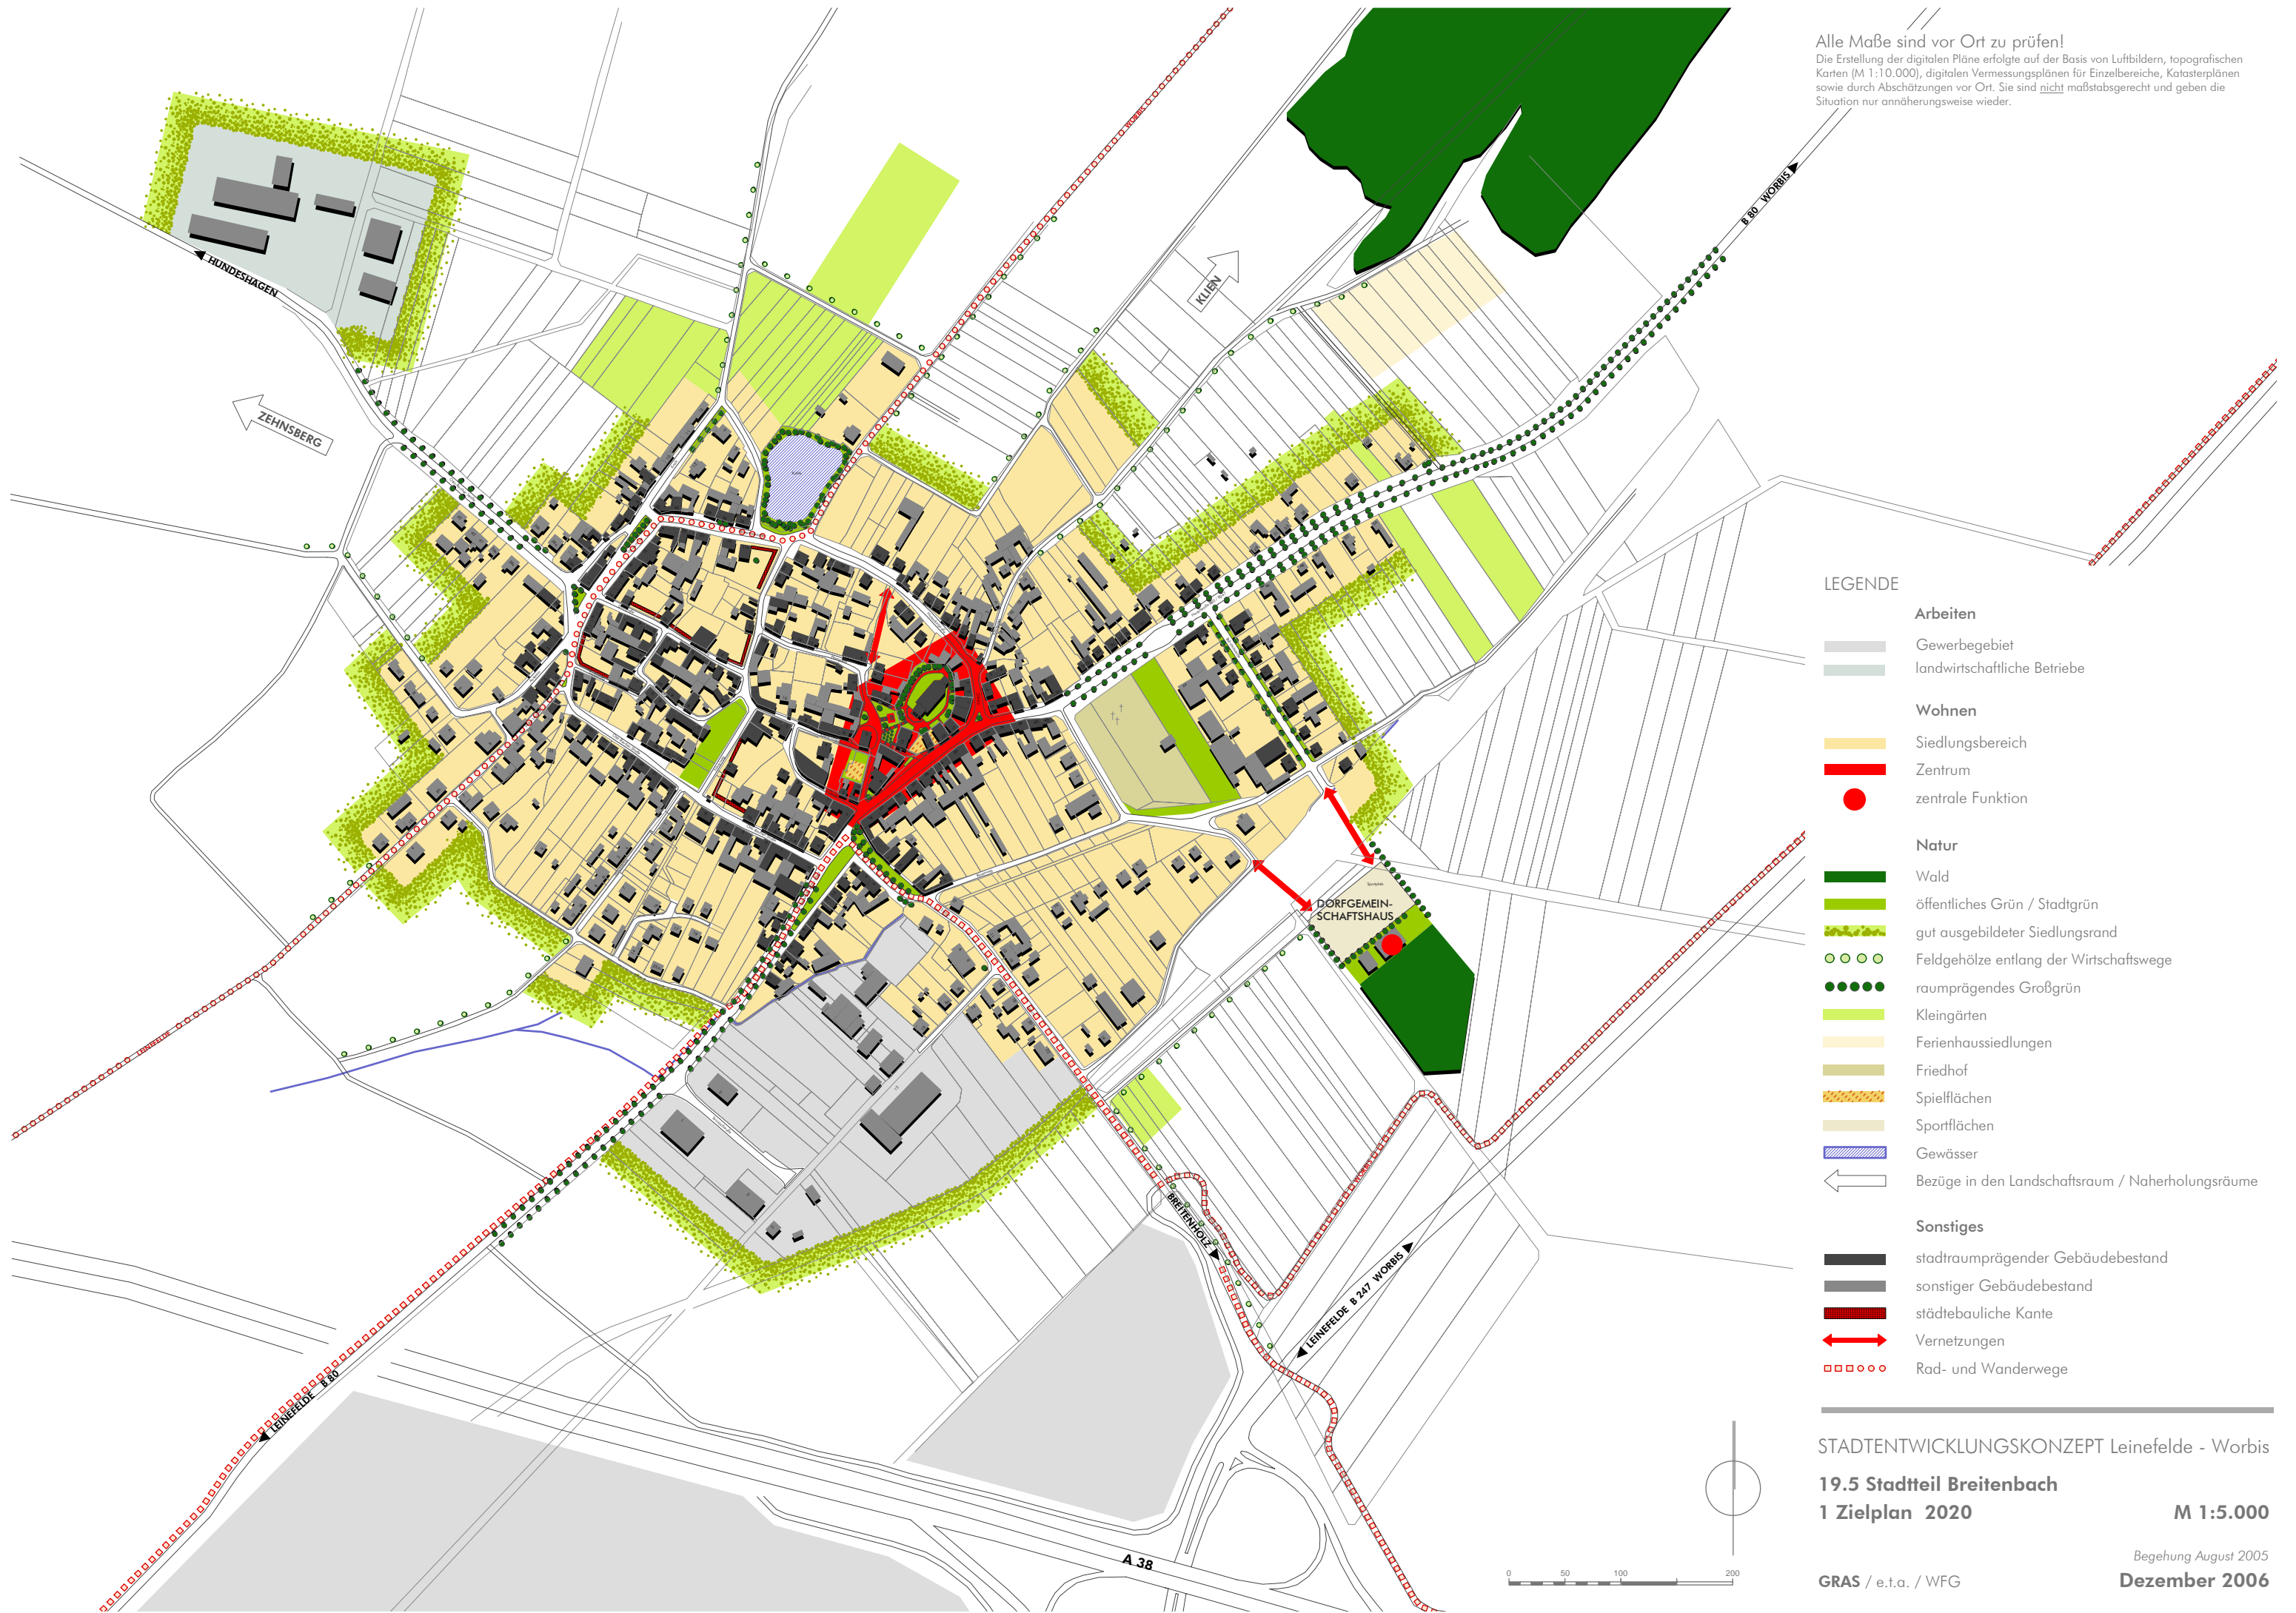 Alle Maße sind vor Ort zu prüfen!
Die Erstellung der digitalen Pläne erfolgte auf der Basis von Luftbildern, topografischen
Karten (M 1:10.000), digitalen Vermessungsplänen für Einzelbereiche, Katasterplänen
sowie durch Abschätzungen vor Ort. Sie sind nicht maßstabsgerecht und geben die
Situation nur annäherungsweise wieder.
WORBIS
B 80 WORBIS
HUNDESHAGEN
KLIEN
ZEHNSBERG
Sportplatz
DORFGEMEIN-
SCHAFTSHAUS
LEINEFELDE
WORBIS
BREITENHOLZ
LEINEFELDE B 247 WORBIS
LEINEFELDE B 80
A 38
LEGENDE
Arbeiten
Gewerbegebiet
landwirtschaftliche Betriebe
Wohnen
Siedlungsbereich
Zentrum
zentrale Funktion
Natur
Wald
öffentliches Grün / Stadtgrün
gut ausgebildeter Siedlungsrand
Feldgehölze entlang der Wirtschaftswege
raumprägendes Großgrün
Kleingärten
Ferienhaussiedlungen
Friedhof
Spielflächen
Sportflächen
Gewässer
Bezüge in den Landschaftsraum / Naherholungsräume
Sonstiges
stadtraumprägender Gebäudebestand
sonstiger Gebäudebestand
städtebauliche Kante
Vernetzungen
Rad- und Wanderwege
STADTENTWICKLUNGSKONZEPT Leinefelde - Worbis
19.5 Stadtteil Breitenbach
1 Zielplan 2020 M 1:5.000
Begehung August 2005
GRAS / e.t.a. / WFG Dezember 2006
0 50 100 200